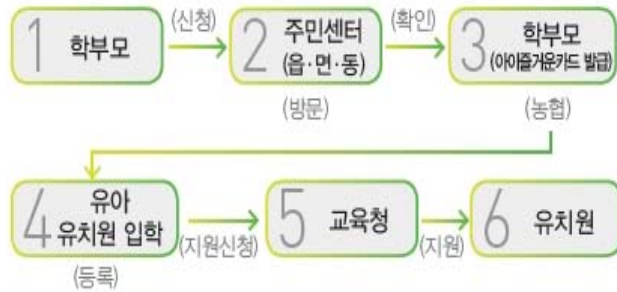 1 학부모
(신청)
2 주민센터
(읍·면·동)
(방문)
(확인)
3 학부모
(아이즐거운카드 발급)
(농협)
4 유아
유치원 입학
(등록)
(지원신청)
5 교육청
(지원)
6 유치원